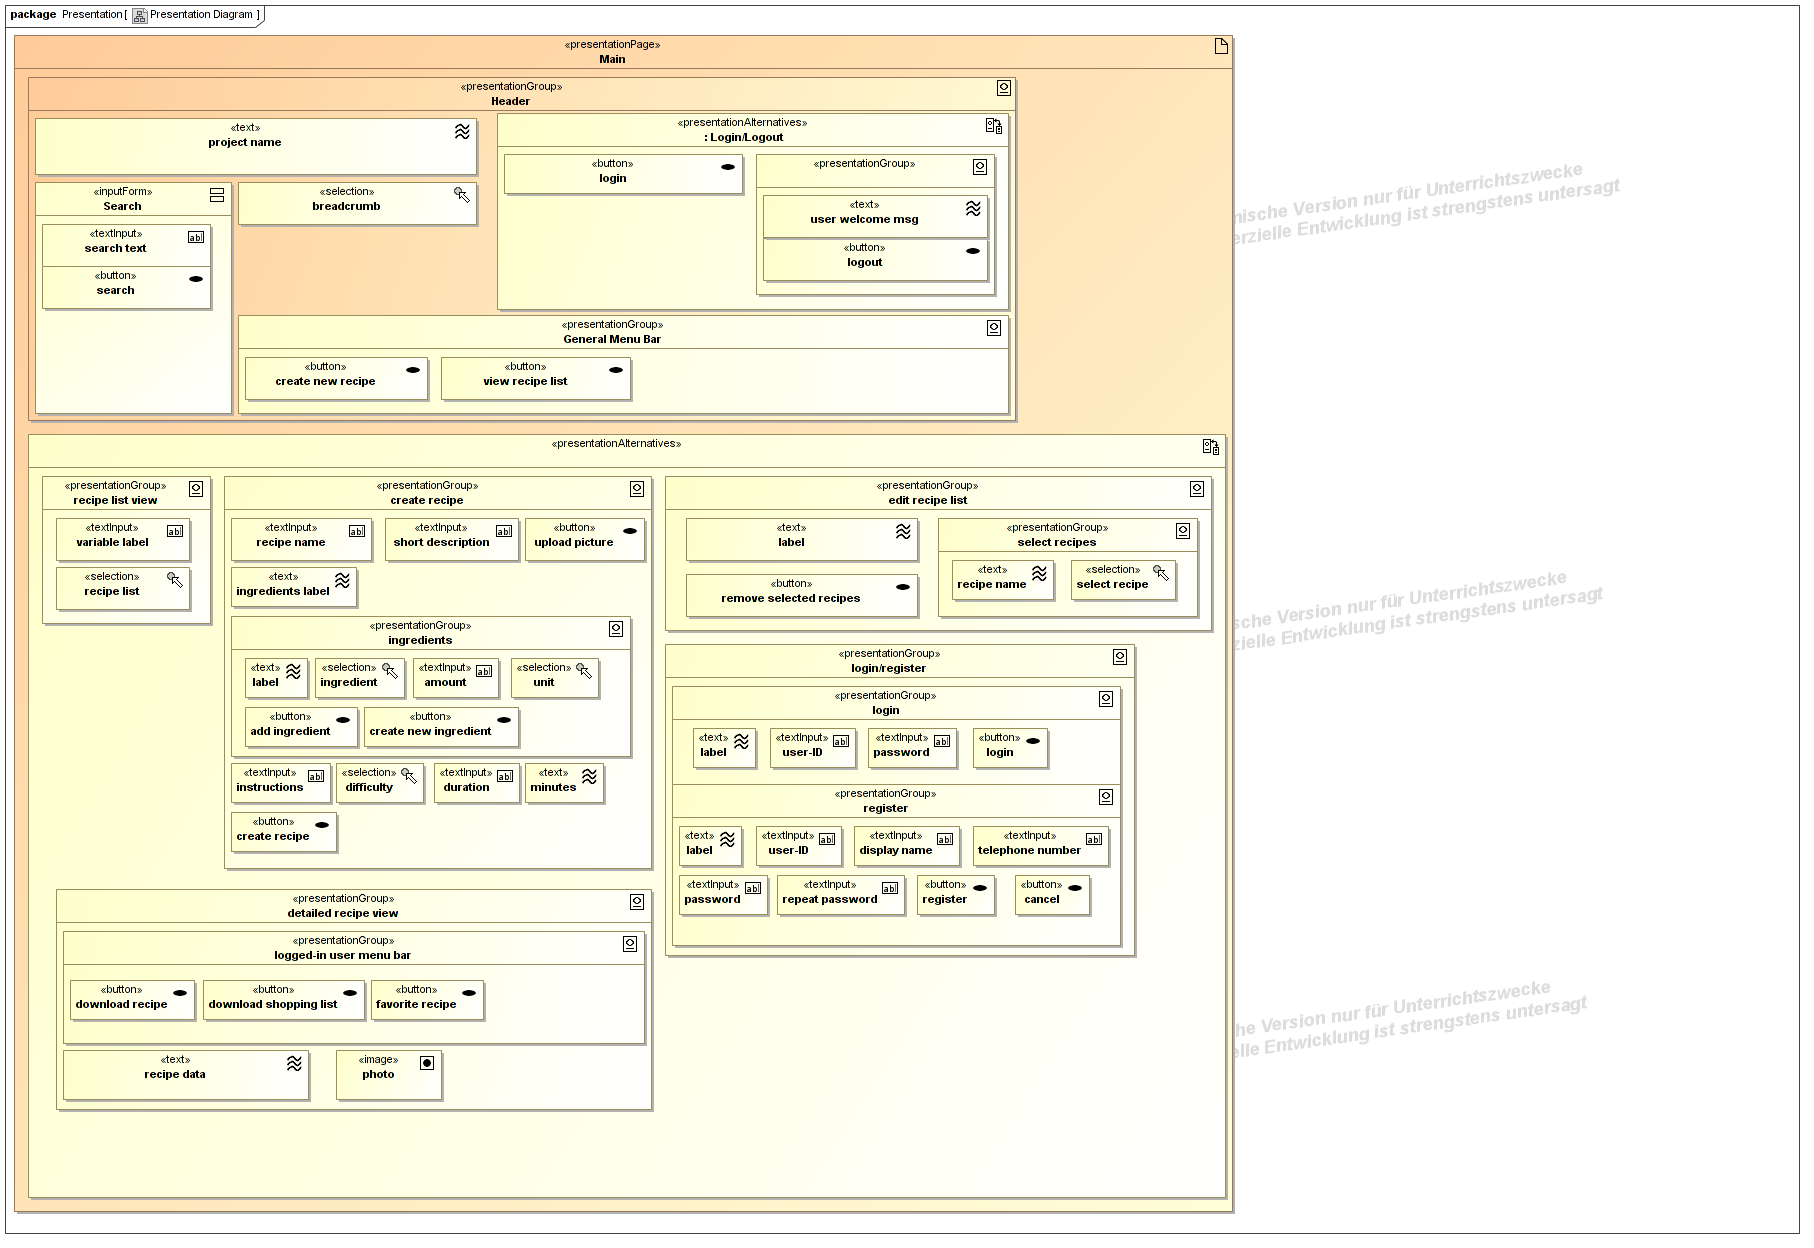 package Presentation [ Presentation Diagram ]
«presentationPage»
Main
«presentationGroup»
Header
«text»
project name
«presentationAlternatives»
: Login/Logout
«button»
login
«presentationGroup»
«text»
user welcome msg
«button»
logout
«inputForm»
Search
«textInput»
search text
«button»
search
«selection»
breadcrumb
«presentationGroup»
General Menu Bar
«button»
create new recipe
«button»
view recipe list
«presentationAlternatives»
«presentationGroup»
recipe list view
«textInput»
variable label
«selection»
recipe list
«presentationGroup»
create recipe
«textInput»
recipe name
«textInput»
short description
«button»
upload picture
«text»
ingredients label
«presentationGroup»
ingredients
«text»
label
«selection»
ingredient
«textInput»
amount
«selection»
unit
«button»
add ingredient
«button»
create new ingredient
«textInput»
instructions
«selection»
difficulty
«textInput»
duration
«text»
minutes
«button»
create recipe
«presentationGroup»
edit recipe list
«text»
label
«button»
remove selected recipes
«presentationGroup»
select recipes
«text»
recipe name
«selection»
select recipe
«presentationGroup»
login/register
«presentationGroup»
login
«text»
label
«textInput»
user-ID
«textInput»
password
«button»
login
«presentationGroup»
register
«text»
label
«textInput»
user-ID
«textInput»
display name
«textInput»
telephone number
«textInput»
password
«textInput»
repeat password
«button»
register
«button»
cancel
«presentationGroup»
detailed recipe view
«presentationGroup»
logged-in user menu bar
«button»
download recipe
«button»
download shopping list
«button»
favorite recipe
«text»
recipe data
«image»
photo
Version nur für Unterrichtszwecke
Entwicklung ist strengstens untersagt
Version nur für Unterrichtszwecke
Entwicklung ist strengstens untersagt
Version nur für Unterrichtszwecke
Entwicklung ist strengstens untersagt